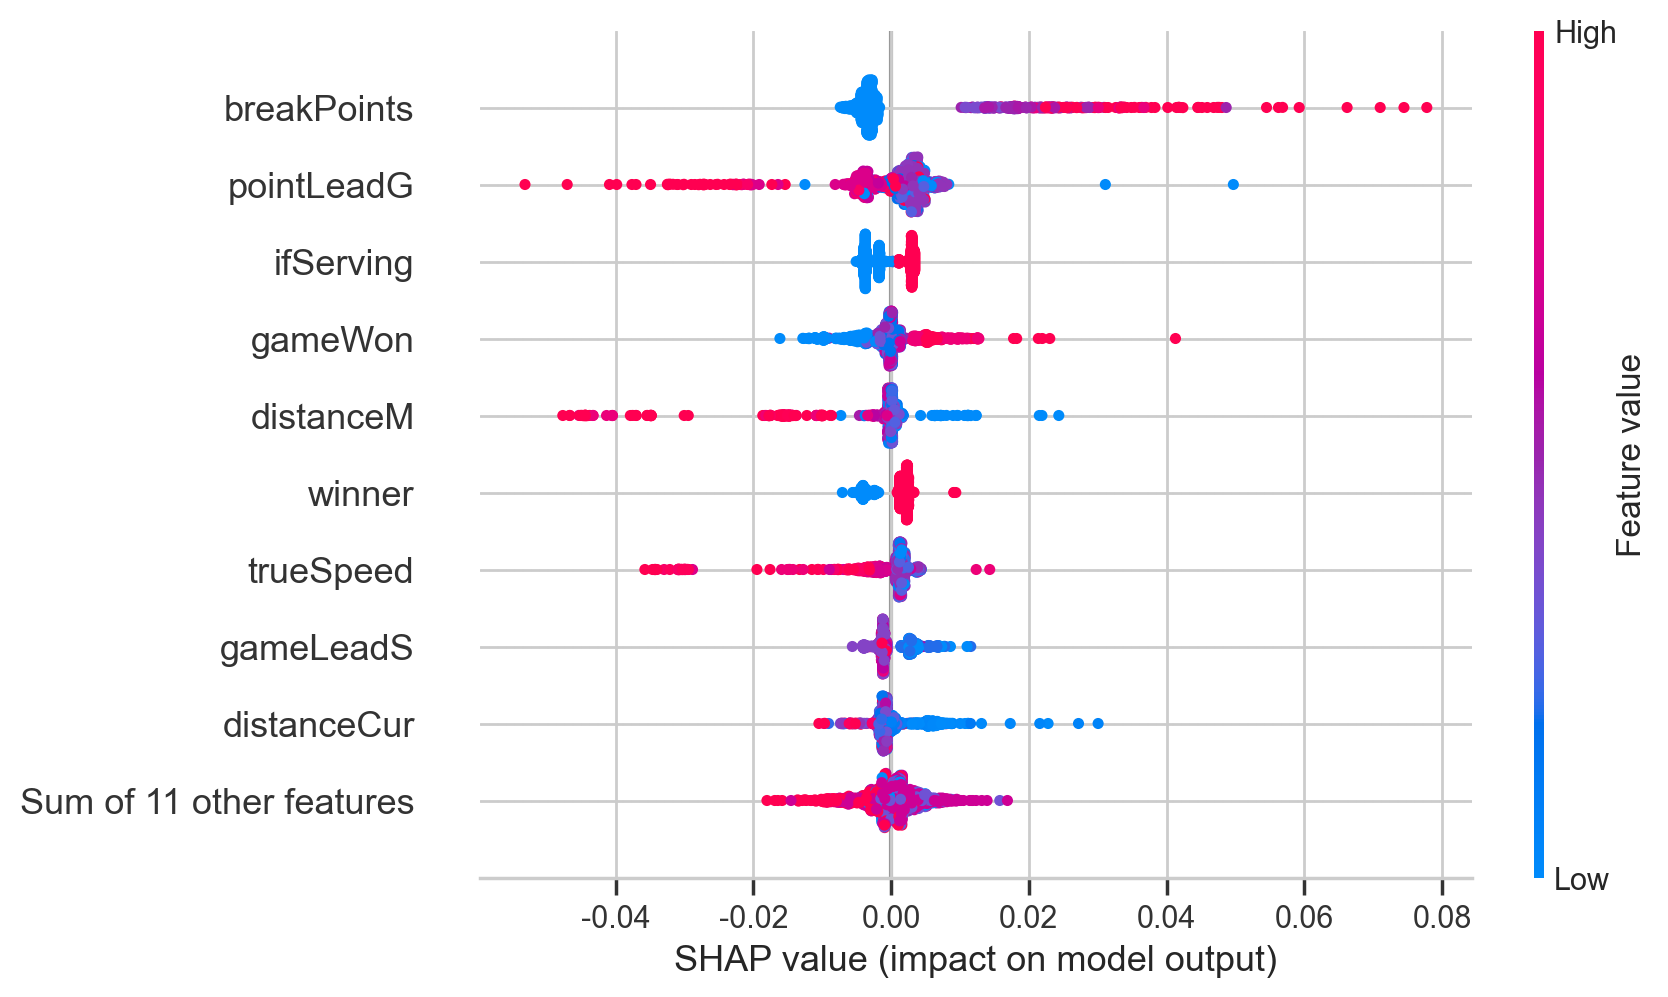 High
breakPoints
pointLeadG
ifServing
gameWon
distanceM
winner
trueSpeed
gameLeadS
distanceCur
Sum of 11 other features
Feature value
Low
-0.04 -0.02 0.00 0.02 0.04 0.06 0.08
SHAP value (impact on model output)